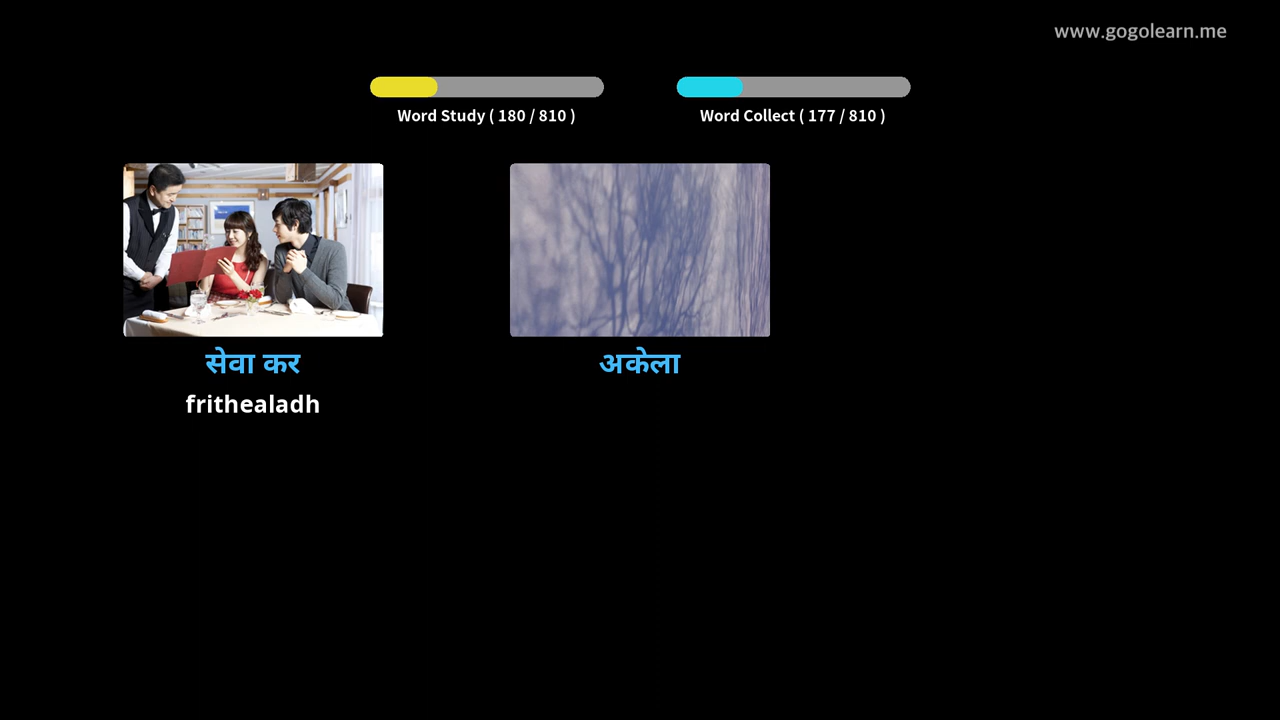 www.gogolearn.me
Word Study ( 180 / 810 )
Word Collect ( 177 / 810 )
सेवा कर
अकेला
frithealadh